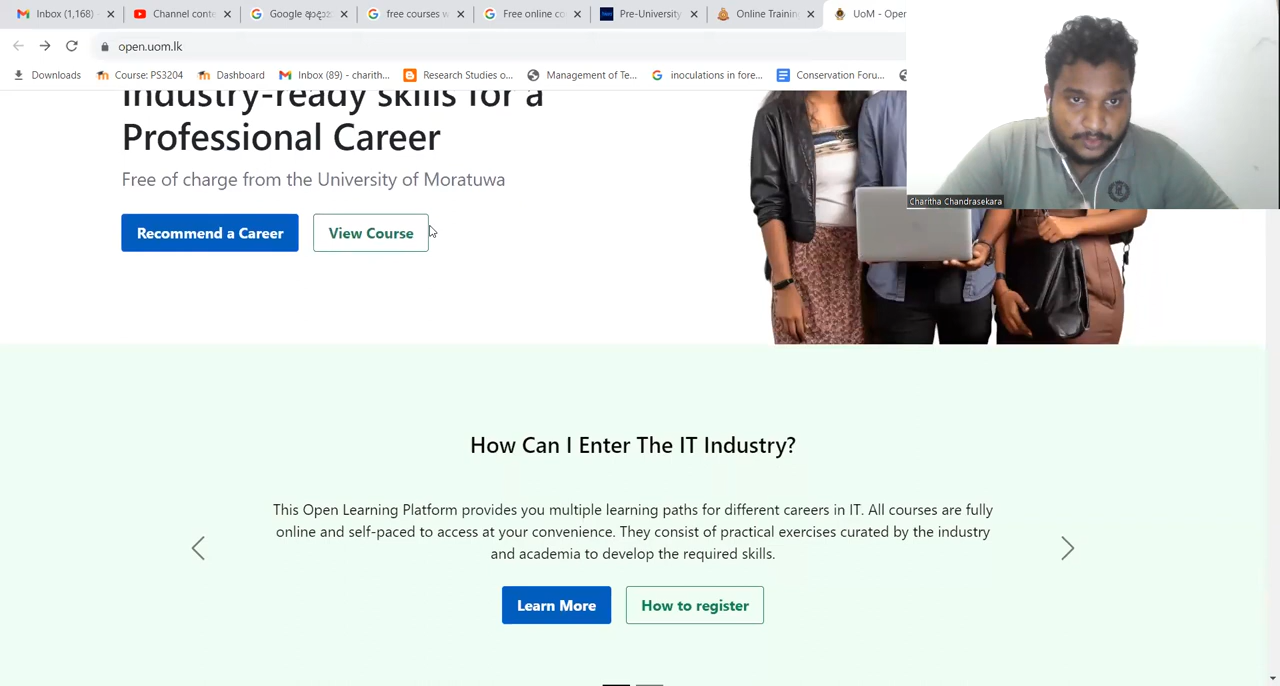 Inbox (1,168)
Channel conte
Google
free courses w
Free online co
Pre-University
Online Trainin
UoM - Open
open.uom.lk
Downloads
Course: PS3204
Dashboard
Inbox (89) - charith...
Research Studies o...
Management of Te...
inoculations in fore...
Conservation Foru...
Industry-ready skills for a
Professional Career
Free of charge from the University of Moratuwa
Recommend a Career
View Course
Charitha Chandrasekara
How Can I Enter The IT Industry?
This Open Learning Platform provides you multiple learning paths for different careers in IT. All courses are fully
online and self-paced to access at your convenience. They consist of practical exercises curated by the industry
and academia to develop the required skills.
Learn More
How to register